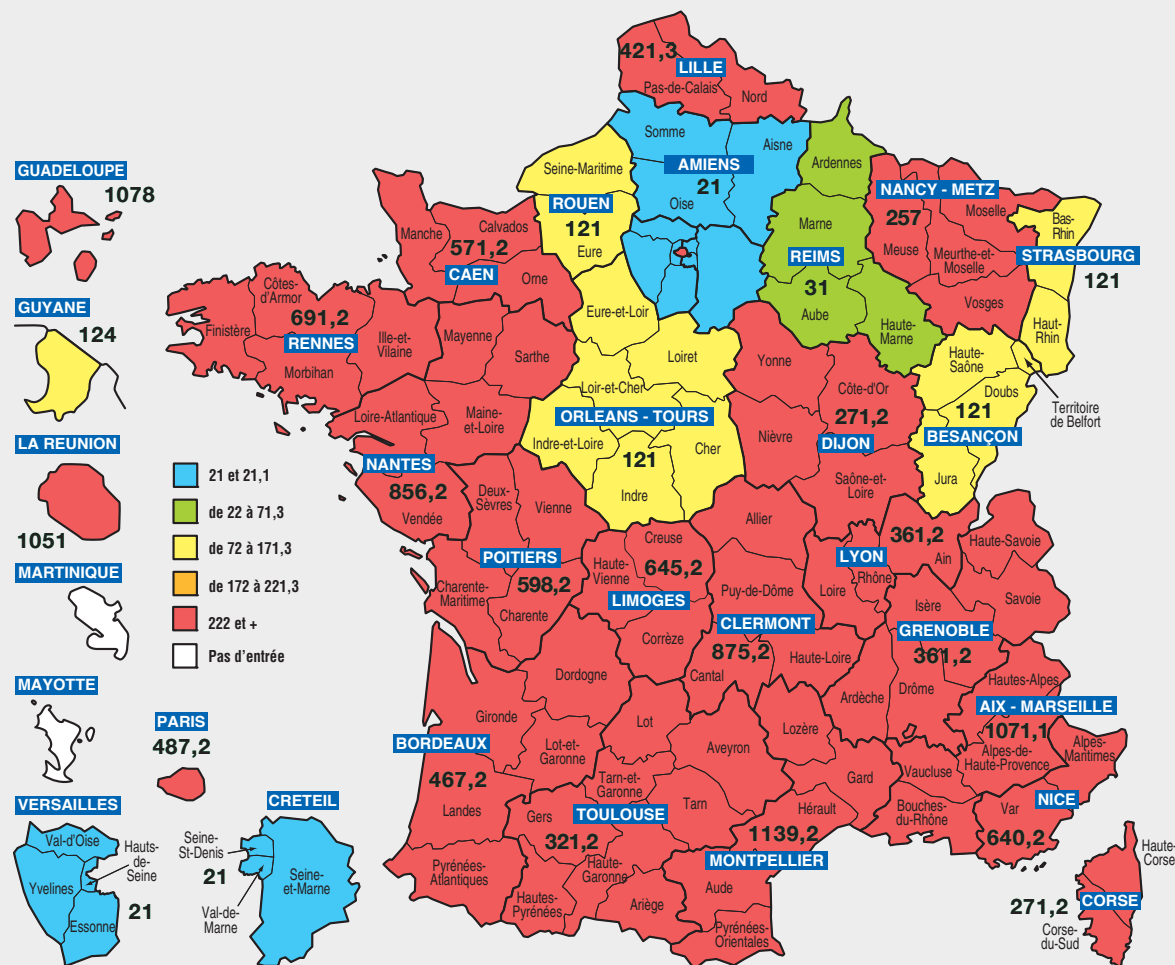 421,3
LILLE
Pas-de-Calais
Nord
Somme
Aisne
AMIENS
21
Oise
Seine-Maritime
ROUEN
121
Eure
Ardennes
Marne
REIMS
31
Aube
Haute-
Marne
NANCY - METZ
257
Moselle
Meuse
Meurthe-et-
Moselle
Vosges
Bas-
Rhin
STRASBOURG
121
Haut-
Rhin
GUADELOUPE
1078
GUYANE
124
LA REUNION
1051
MARTINIQUE
MAYOTTE
PARIS
487,2
21 et 21,1
de 22 à 71,3
de 72 à 171,3
de 172 à 221,3
222 et +
Pas d'entrée
Manche
Calvados
571,2
CAEN
Orne
Côtes-
d'Armor
Finistère
691,2
RENNES
Ille-et-
Vilaine
Morbihan
Mayenne
Sarthe
Loire-Atlantique
Maine-
et-Loire
NANTES
856,2
Vendée
Eure-et-Loir
Loiret
Loir-et-Cher
ORLEANS - TOURS
Indre-et-Loire
121
Cher
Indre
Yonne
Côte-d'Or
271,2
Nièvre
DIJON
Saône-et-
Loire
Haute-
Saône
Doubs
121
BESANÇON
Jura
Territoire
de Belfort
Deux-
Sèvres
Vienne
POITIERS
598,2
Charente-
Maritime
Charente
Creuse
Haute-
Vienne
645,2
LIMOGES
Corrèze
Allier
Puy-de-Dôme
CLERMONT
875,2
Haute-Loire
Cantal
361,2
Ain
LYON
Rhône
Loire
Haute-Savoie
Savoie
Isère
GRENOBLE
361,2
Ardèche
Drôme
Hautes-Alpes
AIX - MARSEILLE
1071,1
Alpes-de-
Haute-Provence
Alpes-
Maritimes
Vaucluse
Bouches-
du-Rhône
Var
NICE
640,2
Dordogne
Gironde
BORDEAUX
467,2
Lot-et-
Garonne
Landes
Pyrénées-
Atlantiques
Lot
Aveyron
Tarn-et-
Garonne
Tarn
Gers
TOULOUSE
321,2
Haute-
Garonne
Hautes-
Pyrénées
Ariège
Lozère
Gard
Hérault
1139,2
MONTPELLIER
Aude
Pyrénées-
Orientales
Haute-
Corse
CORSE
271,2
Corse-
du-Sud
VERSAILLES
Val-d'Oise
Hauts-
de-
Seine
Yvelines
21
Essonne
CRETEIL
Seine-
St-Denis
21
Seine-
et-Marne
Val-de-
Marne